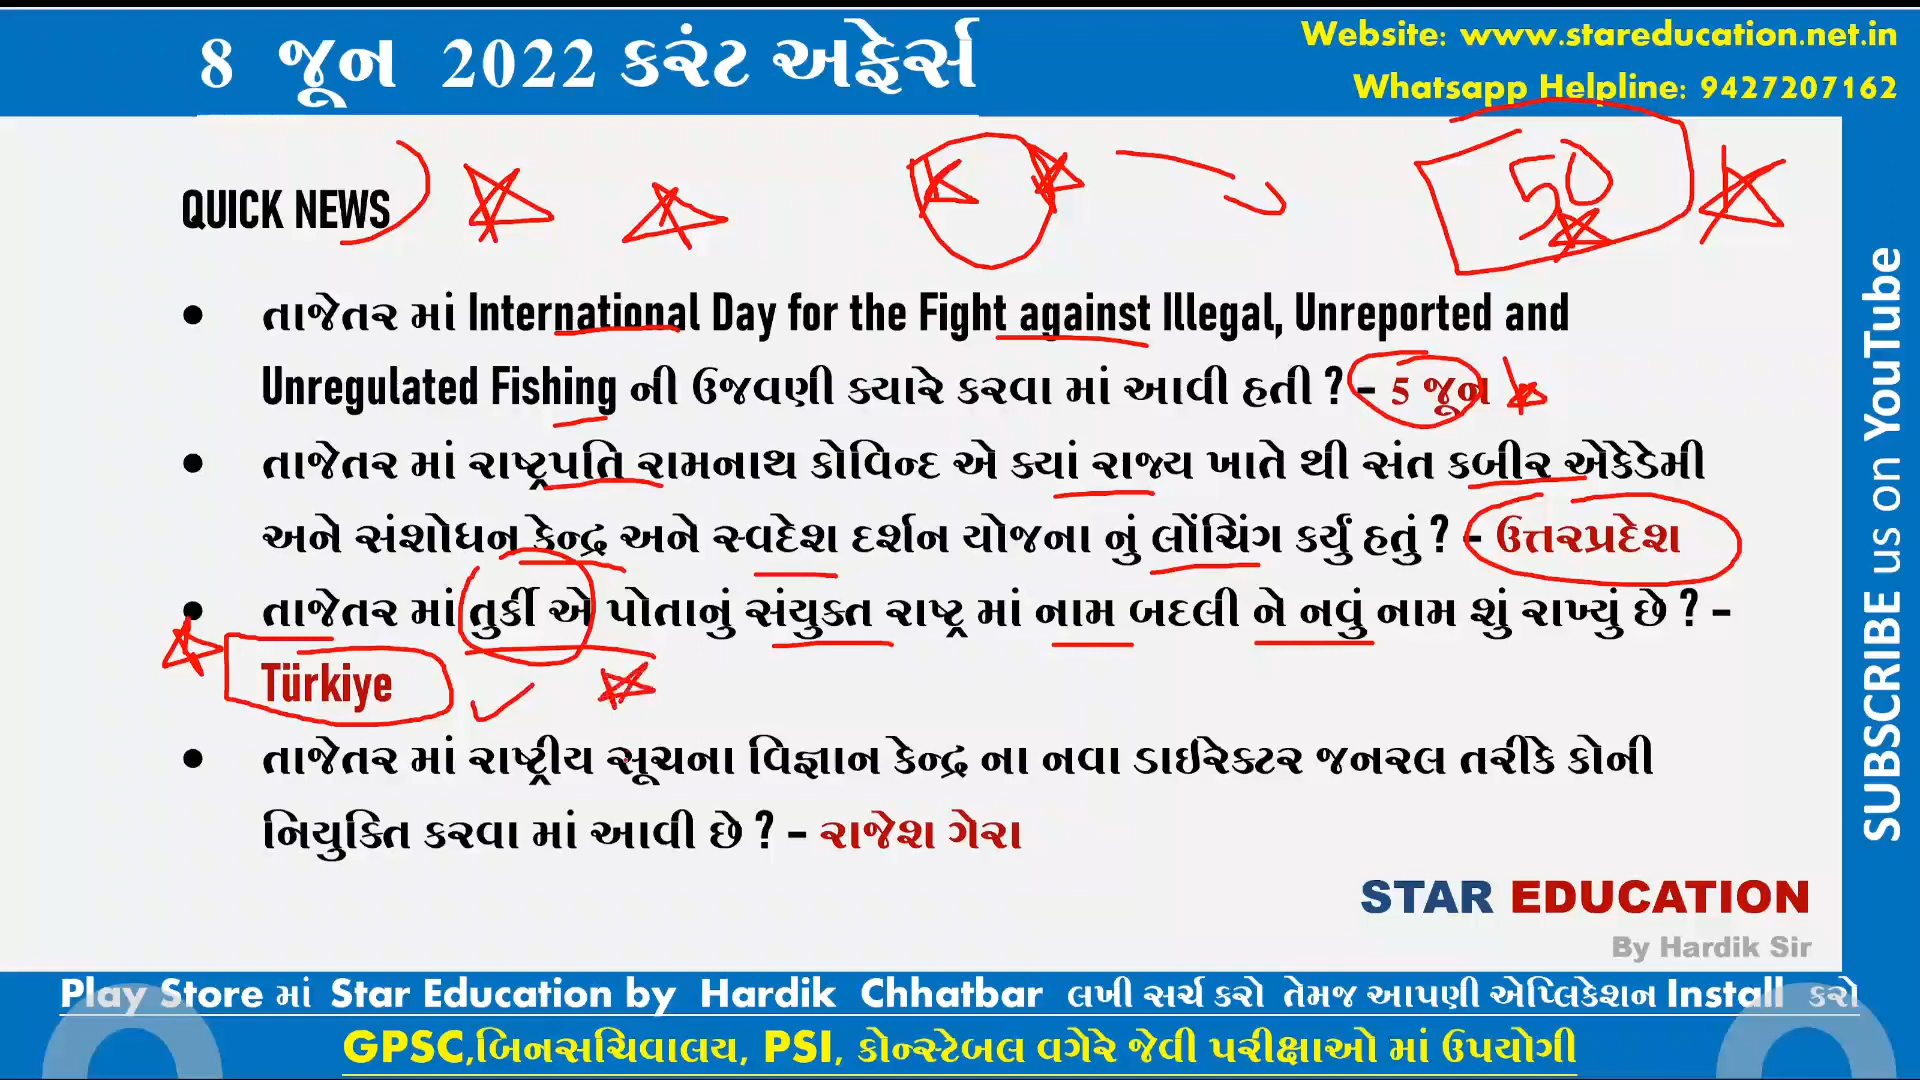 8 જૂન 2022 કરંટ અફેર્સ
Website: www.stareducation.net.in
Whatsapp Helpline: 9427207162
QUICK NEWS
50
• તાજેતર માં International Day for the Fight against Illegal, Unreported and
Unregulated Fishing ની ઉજવણી ક્યારે કરવા માં આવી હતી ? – 5 જૂન
• તાજેતર માં રાષ્ટ્રપતિ રામનાથ કોવિન્દ એ ક્યાં રાજ્ય ખાતે થી સંત કબીર એકેડેમી
અને સંશોધન કેન્દ્ર અને સ્વદેશ દર્શન યોજના નું લોંચિંગ કર્યું હતું ? – ઉત્તરપ્રદેશ
• તાજેતર માં તુર્કી એ પોતાનું સંયુક્ત રાષ્ટ્ર માં નામ બદલી ને નવું નામ શું રાખ્યું છે ? –
Türkiye
• તાજેતર માં રાષ્ટ્રીય સૂચના વિજ્ઞાન કેન્દ્ર ના નવા ડાઈરેક્ટર જનરલ તરીકે કોની
નિયુક્તિ કરવા માં આવી છે ? – રાજેશ ગેરા
STAR EDUCATION
By Hardik Sir
SUBSCRIBE us on YouTube
Play Store માં Star Education by Hardik Chhatbar લખી સર્ચ કરો તેમજ આપણી એપ્લિકેશન Install કરો
GPSC,બિનસચિવાલય, PSI, કોન્સ્ટેબલ વગેરે જેવી પરીક્ષાઓ માં ઉપયોગી